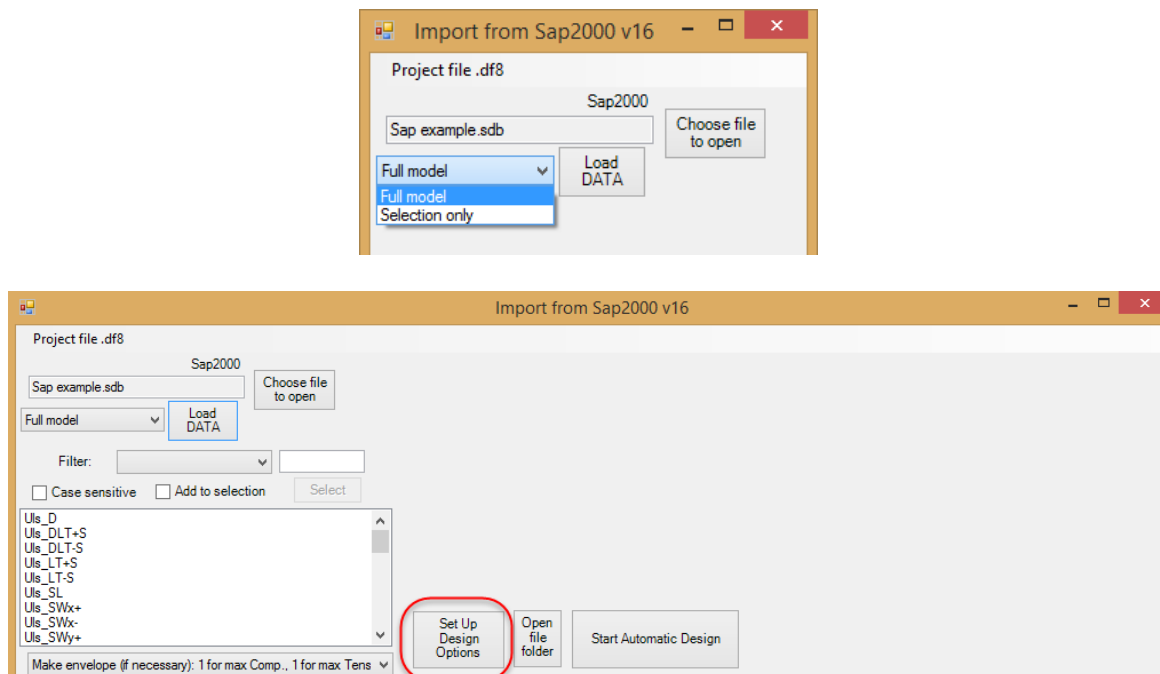 Import from Sap2000 v16
Project file .df8
Sap2000
Sap example.sdb
Choose file
to open
Full model
Load
DATA
Full model
Selection only
Import from Sap2000 v16
Project file .df8
Sap2000
Sap example.sdb
Choose file
to open
Full model
Load
DATA
Filter:
Case sensitive
Add to selection
Select
Uls_D
Uls_DLT+S
Uls_DLT-S
Uls_LT+S
Uls_LT-S
Uls_SL
Uls_SWx+
Uls_SWx-
Uls_SWy+
Set Up
Design
Options
Open
file
folder
Start Automatic Design
Make envelope (if necessary): 1 for max Comp., 1 for max Tens